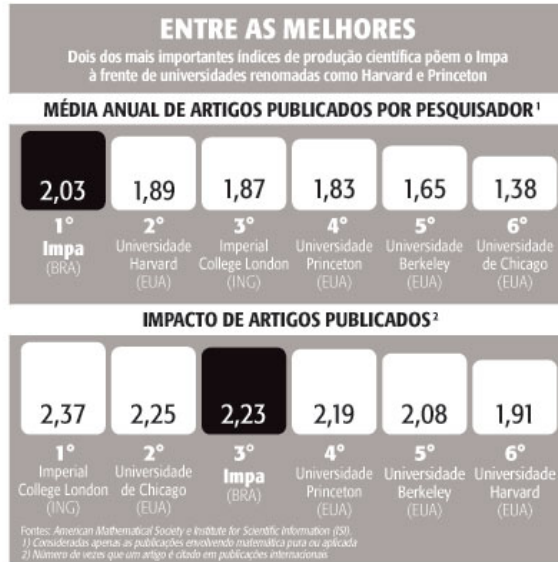 ENTRE AS MELHORES
Dois dos mais importantes índices de produção científica põem o Impa
à frente de universidades renomadas como Harvard e Princeton
MÉDIA ANUAL DE ARTIGOS PUBLICADOS POR PESQUISADOR¹
2,03 1,89 1,87 1,83 1,65 1,38
1° 2° 3° 4° 5° 6°
Impa Universidade Imperial Universidade Universidade Universidade
(BRA) Harvard College London Princeton Berkeley de Chicago
(EUA) (ING) (EUA) (EUA) (EUA)
IMPACTO DE ARTIGOS PUBLICADOS²
2,37 2,25 2,23 2,19 2,08 1,91
1° 2° 3° 4° 5° 6°
Imperial Universidade Impa Universidade Universidade Universidade
College London de Chicago (BRA) Princeton Berkeley Harvard
(ING) (EUA) (EUA) (EUA) (EUA)
Fontes: American Mathematical Society e Institute for Scientific Information (ISI)
1) Consideradas apenas as publicações envolvendo matemática pura ou aplicada
2) Número de vezes que um artigo é citado em publicações internacionais